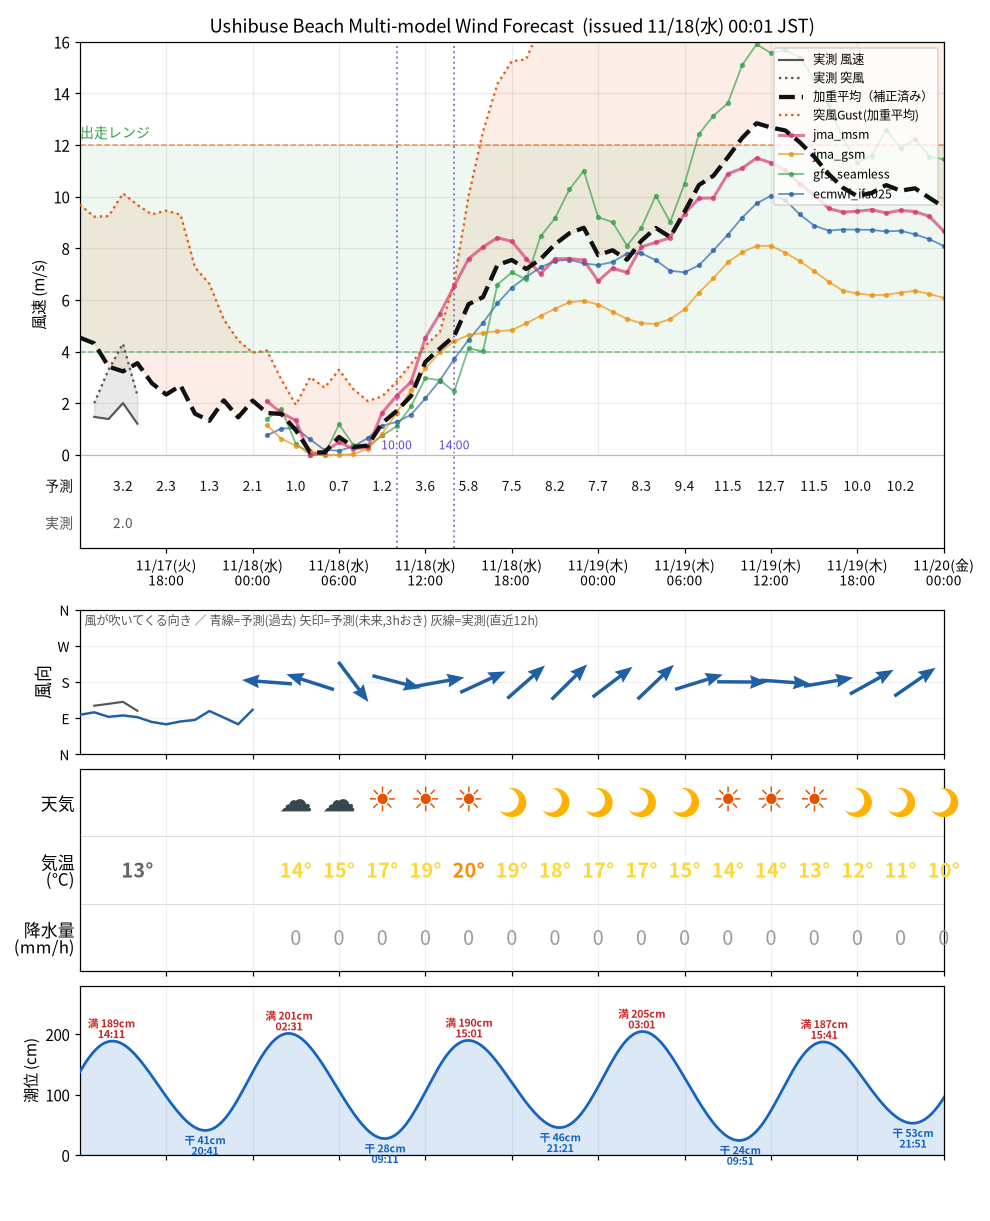 Ushibuse Beach Multi-model Wind Forecast (issued 11/18(水) 00:01 JST)
16
14
12
10
8
6
4
2
0
風速 (m/s)
出走レンジ
実測 風速
実測 突風
加重平均（補正済み）
突風Gust(加重平均)
jma_msm
jma_gsm
gfs_seamless
ecmwf_ifs025
10:00
14:00
予測 3.2 2.3 1.3 2.1 1.0 0.7 1.2 3.6 5.8 7.5 8.2 7.7 8.3 9.4 11.5 12.7 11.5 10.0 10.2
実測 2.0
11/17(火) 11/18(水) 11/18(水) 11/18(水) 11/18(水) 11/19(木) 11/19(木) 11/19(木) 11/19(木) 11/20(金)
18:00 00:00 06:00 12:00 18:00 00:00 06:00 12:00 18:00 00:00
風向
N
W
S
E
N
風が吹いてくる向き ／ 青線=予測(過去) 矢印=予測(未来,3hおき) 灰線=実測(直近12h)
天気
気温
(°C)
13° 14° 15° 17° 19° 20° 19° 18° 17° 17° 15° 14° 14° 13° 12° 11° 10°
降水量
(mm/h)
0 0 0 0 0 0 0 0 0 0 0 0 0 0 0 0
潮位 (cm)
200
100
0
満 189cm
14:11
満 201cm
02:31
満 190cm
15:01
満 205cm
03:01
満 187cm
15:41
干 41cm
20:41
干 28cm
09:11
干 46cm
21:21
干 24cm
09:51
干 53cm
21:51